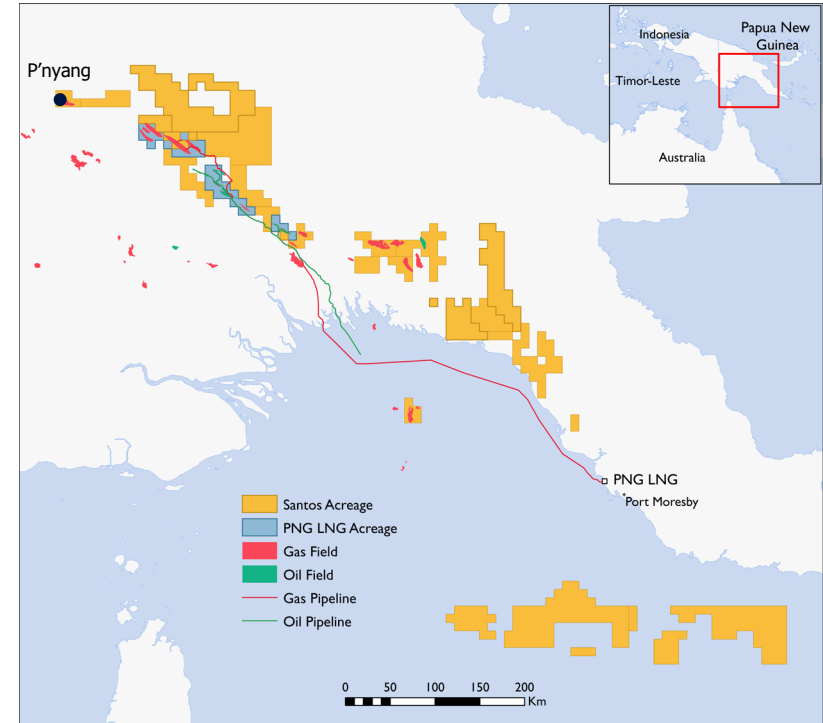 Indonesia
Papua New
Guinea
Timor-Leste
Australia
P'nyang
PNG LNG
Port Moresby
Santos Acreage
PNG LNG Acreage
Gas Field
Oil Field
Gas Pipeline
Oil Pipeline
0 50 100 150 200
Km